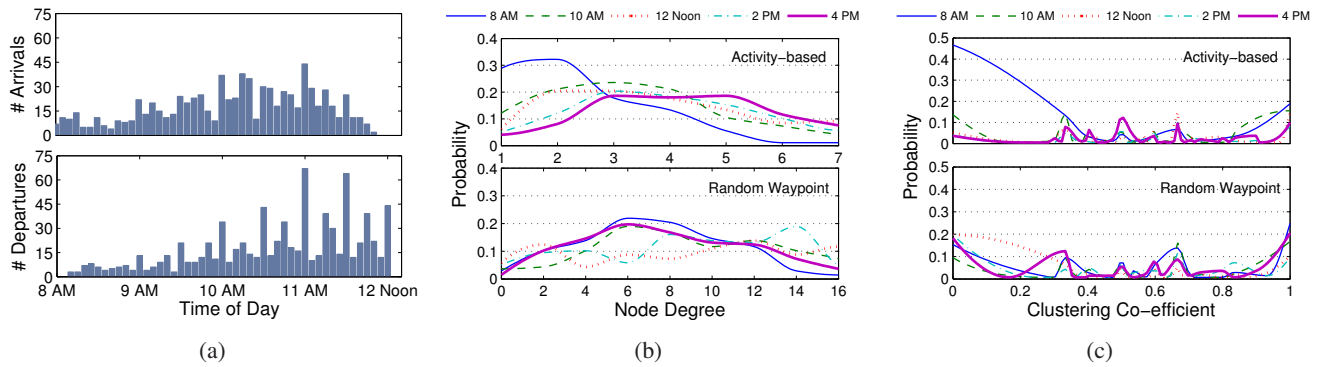 75
60
45
30
15
0
# Arrivals
75
60
45
30
15
0
# Departures
8 AM 9 AM 10 AM 11 AM 12 Noon
Time of Day
(a)
8 AM 10 AM 12 Noon 2 PM 4 PM
0.4
0.3
0.2
0.1
0
Activity−based
1 2 3 4 5 6 7
Probability
0.4
0.3
0.2
0.1
0
Random Waypoint
0 2 4 6 8 10 12 14 16
Node Degree
(b)
8 AM 10 AM 12 Noon 2 PM 4 PM
0.5
0.4
0.3
0.2
0.1
0
Activity−based
Probability
0.5
0.4
0.3
0.2
0.1
0
Random Waypoint
0 0.2 0.4 0.6 0.8 1
Clustering Co−efficient
(c)